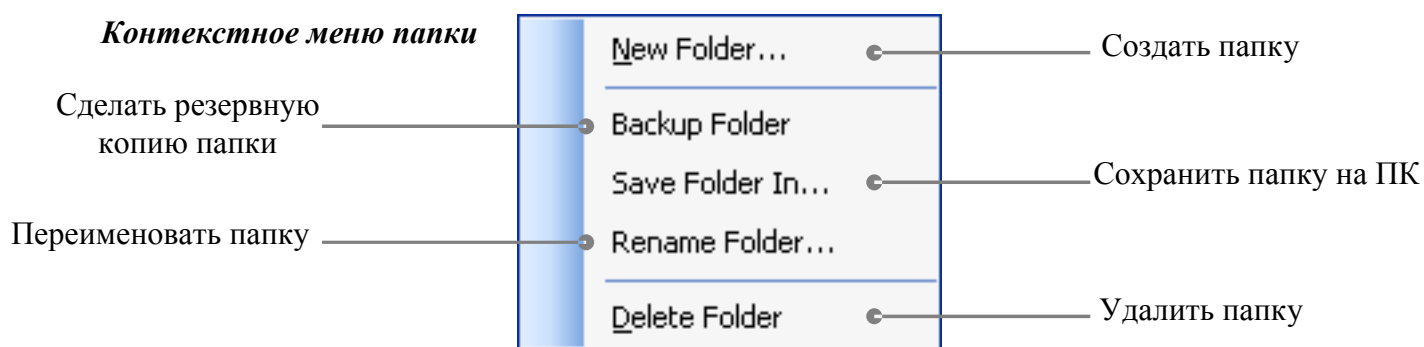 Контекстное меню папки
New Folder...
Создать папку
Сделать резервную
копию папки
Backup Folder
Save Folder In...
Сохранить папку на ПК
Переименовать папку
Rename Folder...
Delete Folder
Удалить папку